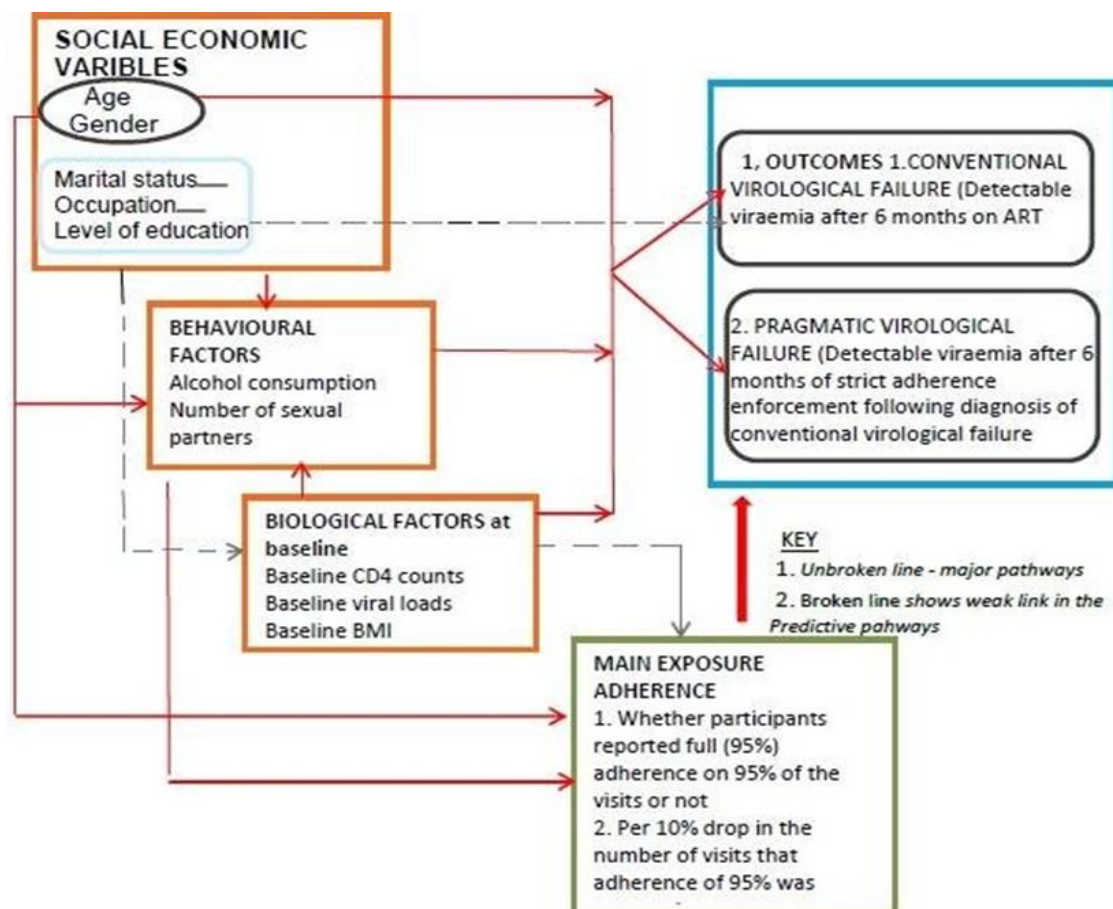 SOCIAL ECONOMIC
VARIBLES
Age
Gender
Marital status
Occupation
Level of education
BEHAVIOURAL
FACTORS
Alcohol consumption
Number of sexual
partners
BIOLOGICAL FACTORS at
baseline
Baseline CD4 counts
Baseline viral loads
Baseline BMI
1, OUTCOMES 1.CONVENTIONAL
VIROLOGICAL FAILURE (Detectable
viraemia after 6 months on ART
2. PRAGMATIC VIROLOGICAL
FAILURE (Detectable viraemia after 6
months of strict adherence
enforcement following diagnosis of
conventional virological failure
KEY
1. Unbroken line - major pathways
2. Broken line shows weak link in the
Predictive pahways
MAIN EXPOSURE
ADHERENCE
1. Whether participants
reported full (95%)
adherence on 95% of the
visits or not
2. Per 10% drop in the
number of visits that
adherence of 95% was